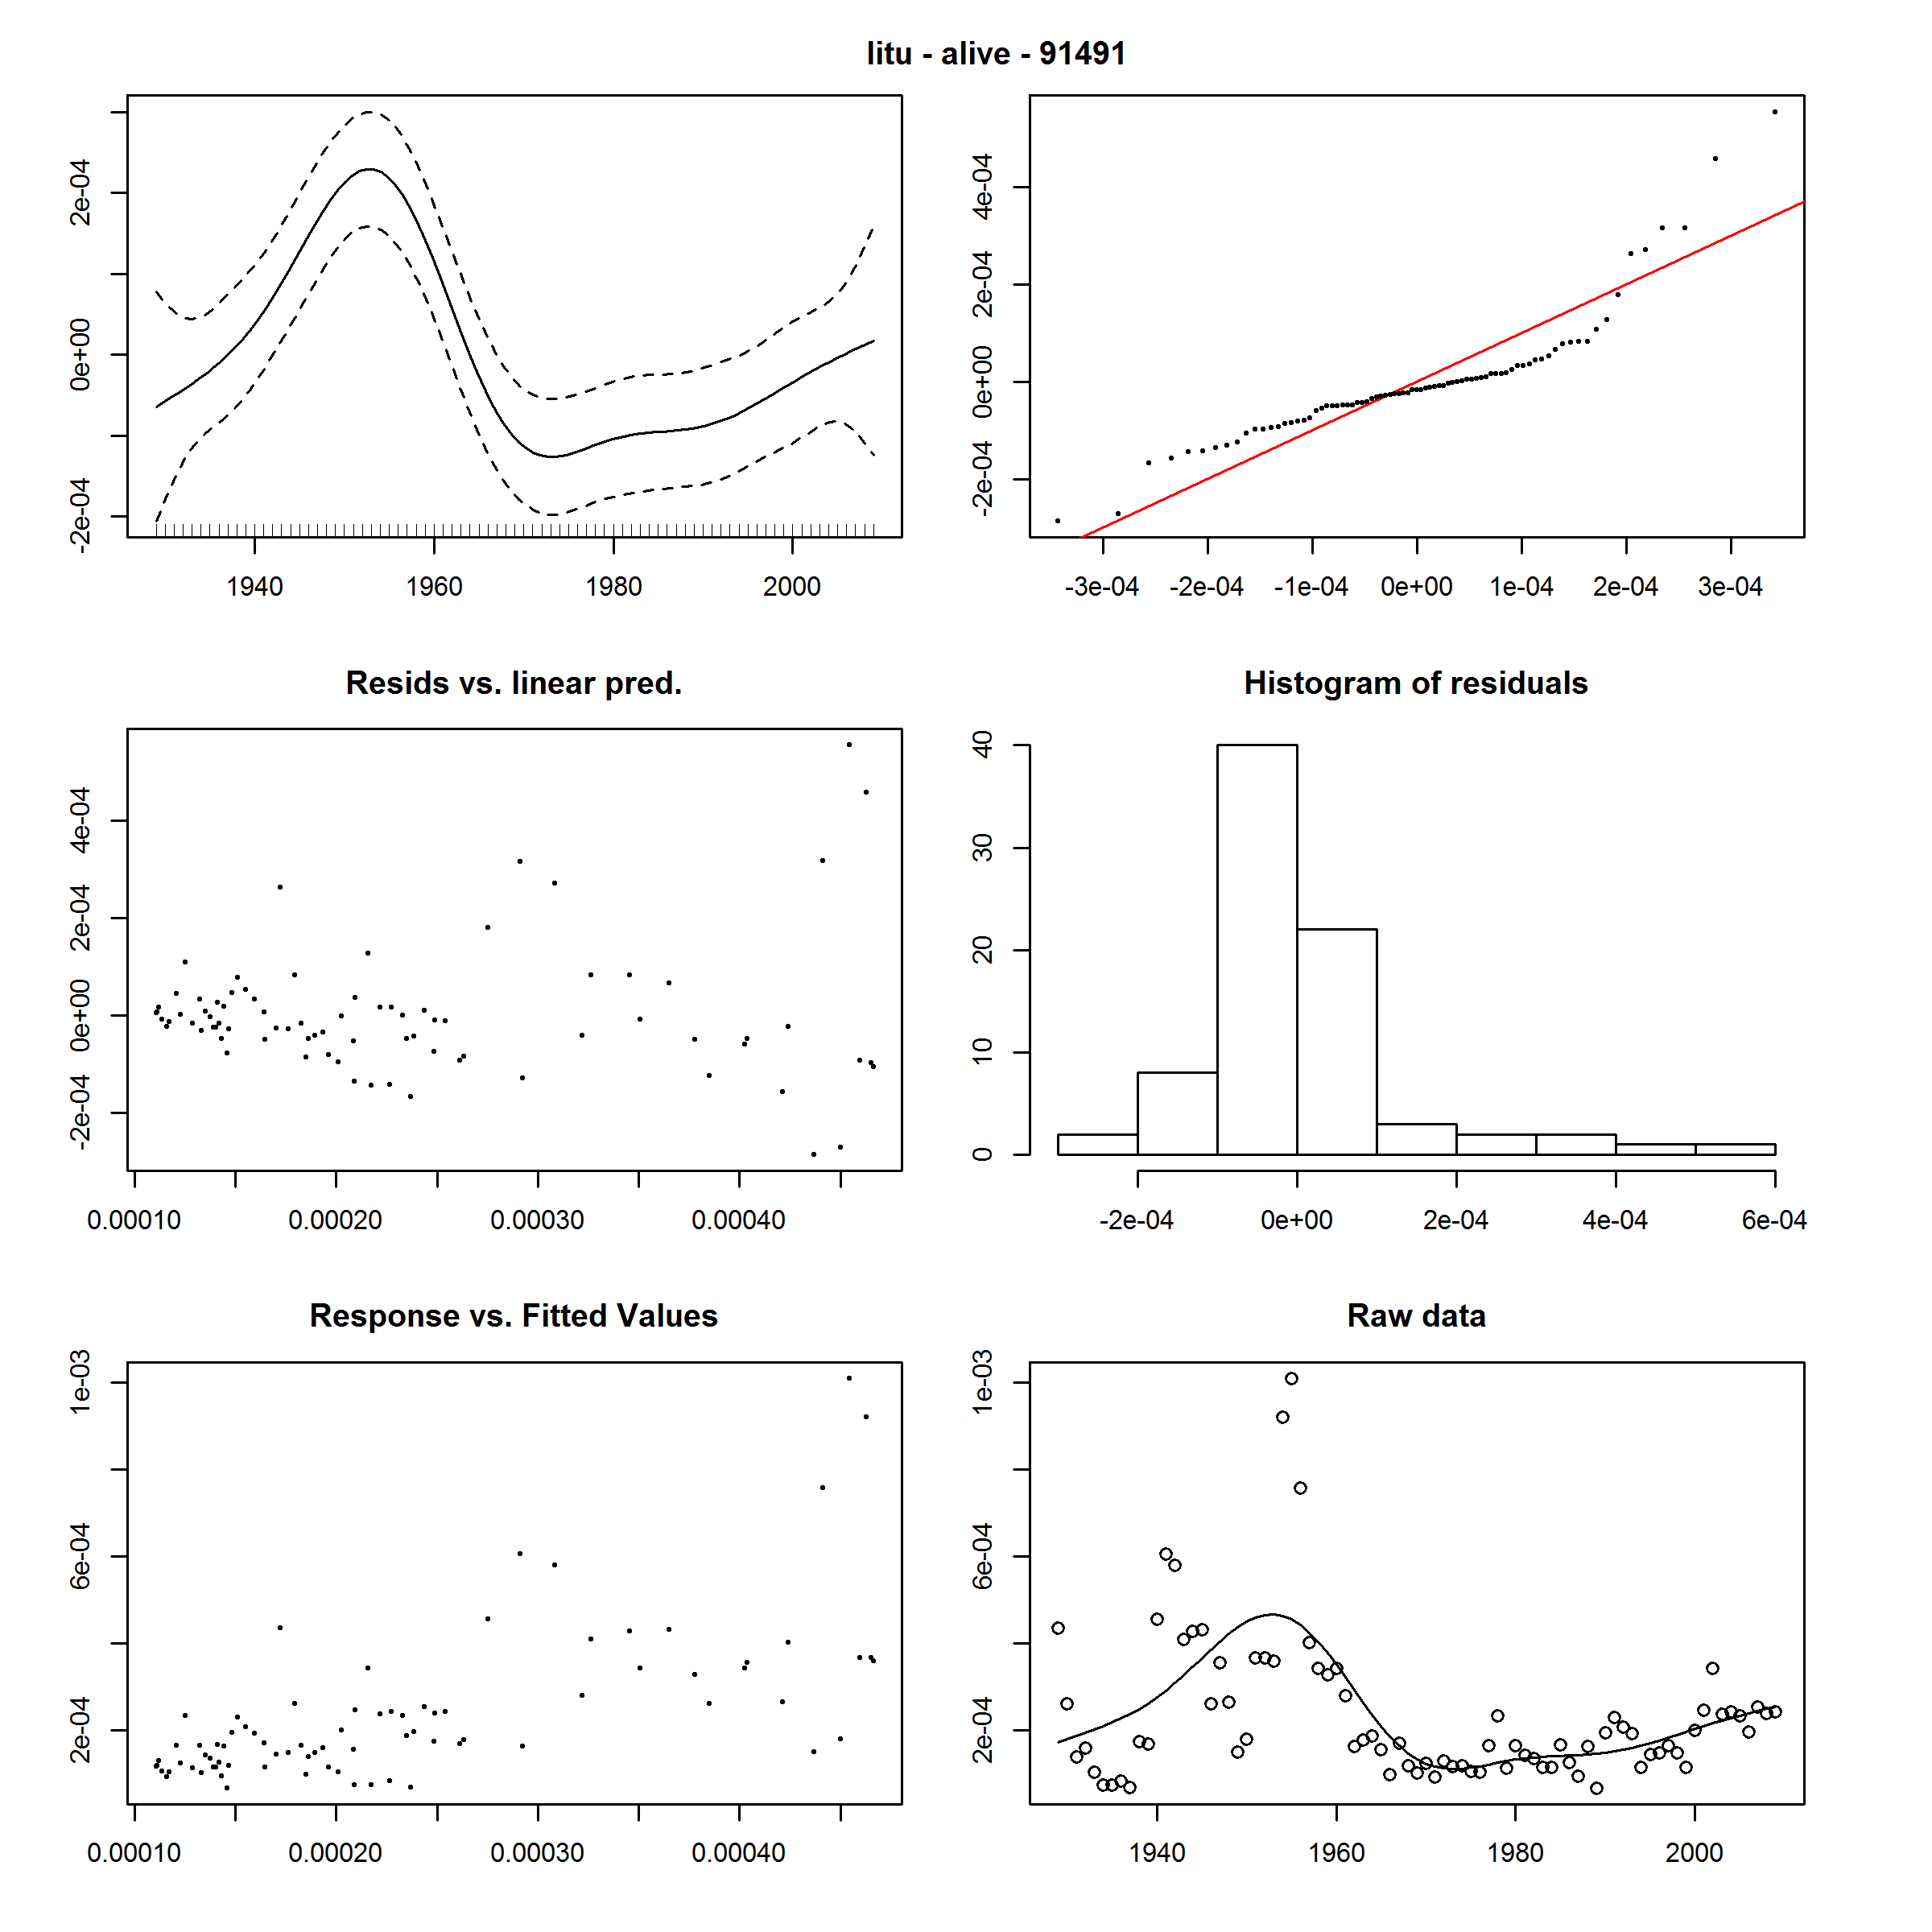 litu - alive - 91491
2e-04
0e+00
-2e-04
1940 1960 1980 2000
4e-04
2e-04
0e+00
-2e-04
-3e-04 -2e-04 -1e-04 0e+00 1e-04 2e-04 3e-04
Resids vs. linear pred.
4e-04
2e-04
0e+00
-2e-04
0.00010 0.00020 0.00030 0.00040
Histogram of residuals
40
30
20
10
0
-2e-04 0e+00 2e-04 4e-04 6e-04
Response vs. Fitted Values
1e-03
6e-04
2e-04
0.00010 0.00020 0.00030 0.00040
Raw data
1e-03
6e-04
2e-04
1940 1960 1980 2000